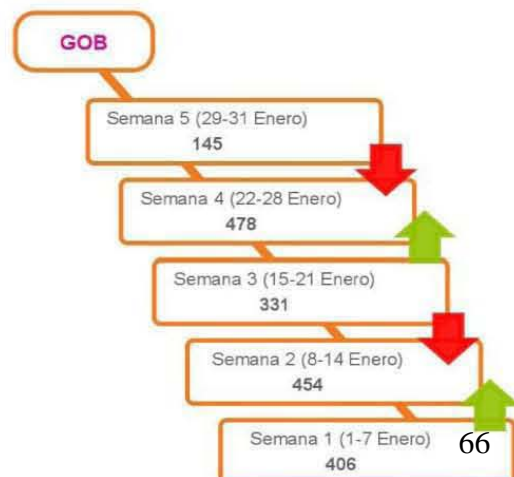 GOB
Semana 5 (29-31 Enero)
145
Semana 4 (22-28 Enero)
478
Semana 3 (15-21 Enero)
331
Semana 2 (8-14 Enero)
454
Semana 1 (1-7 Enero)
406
66